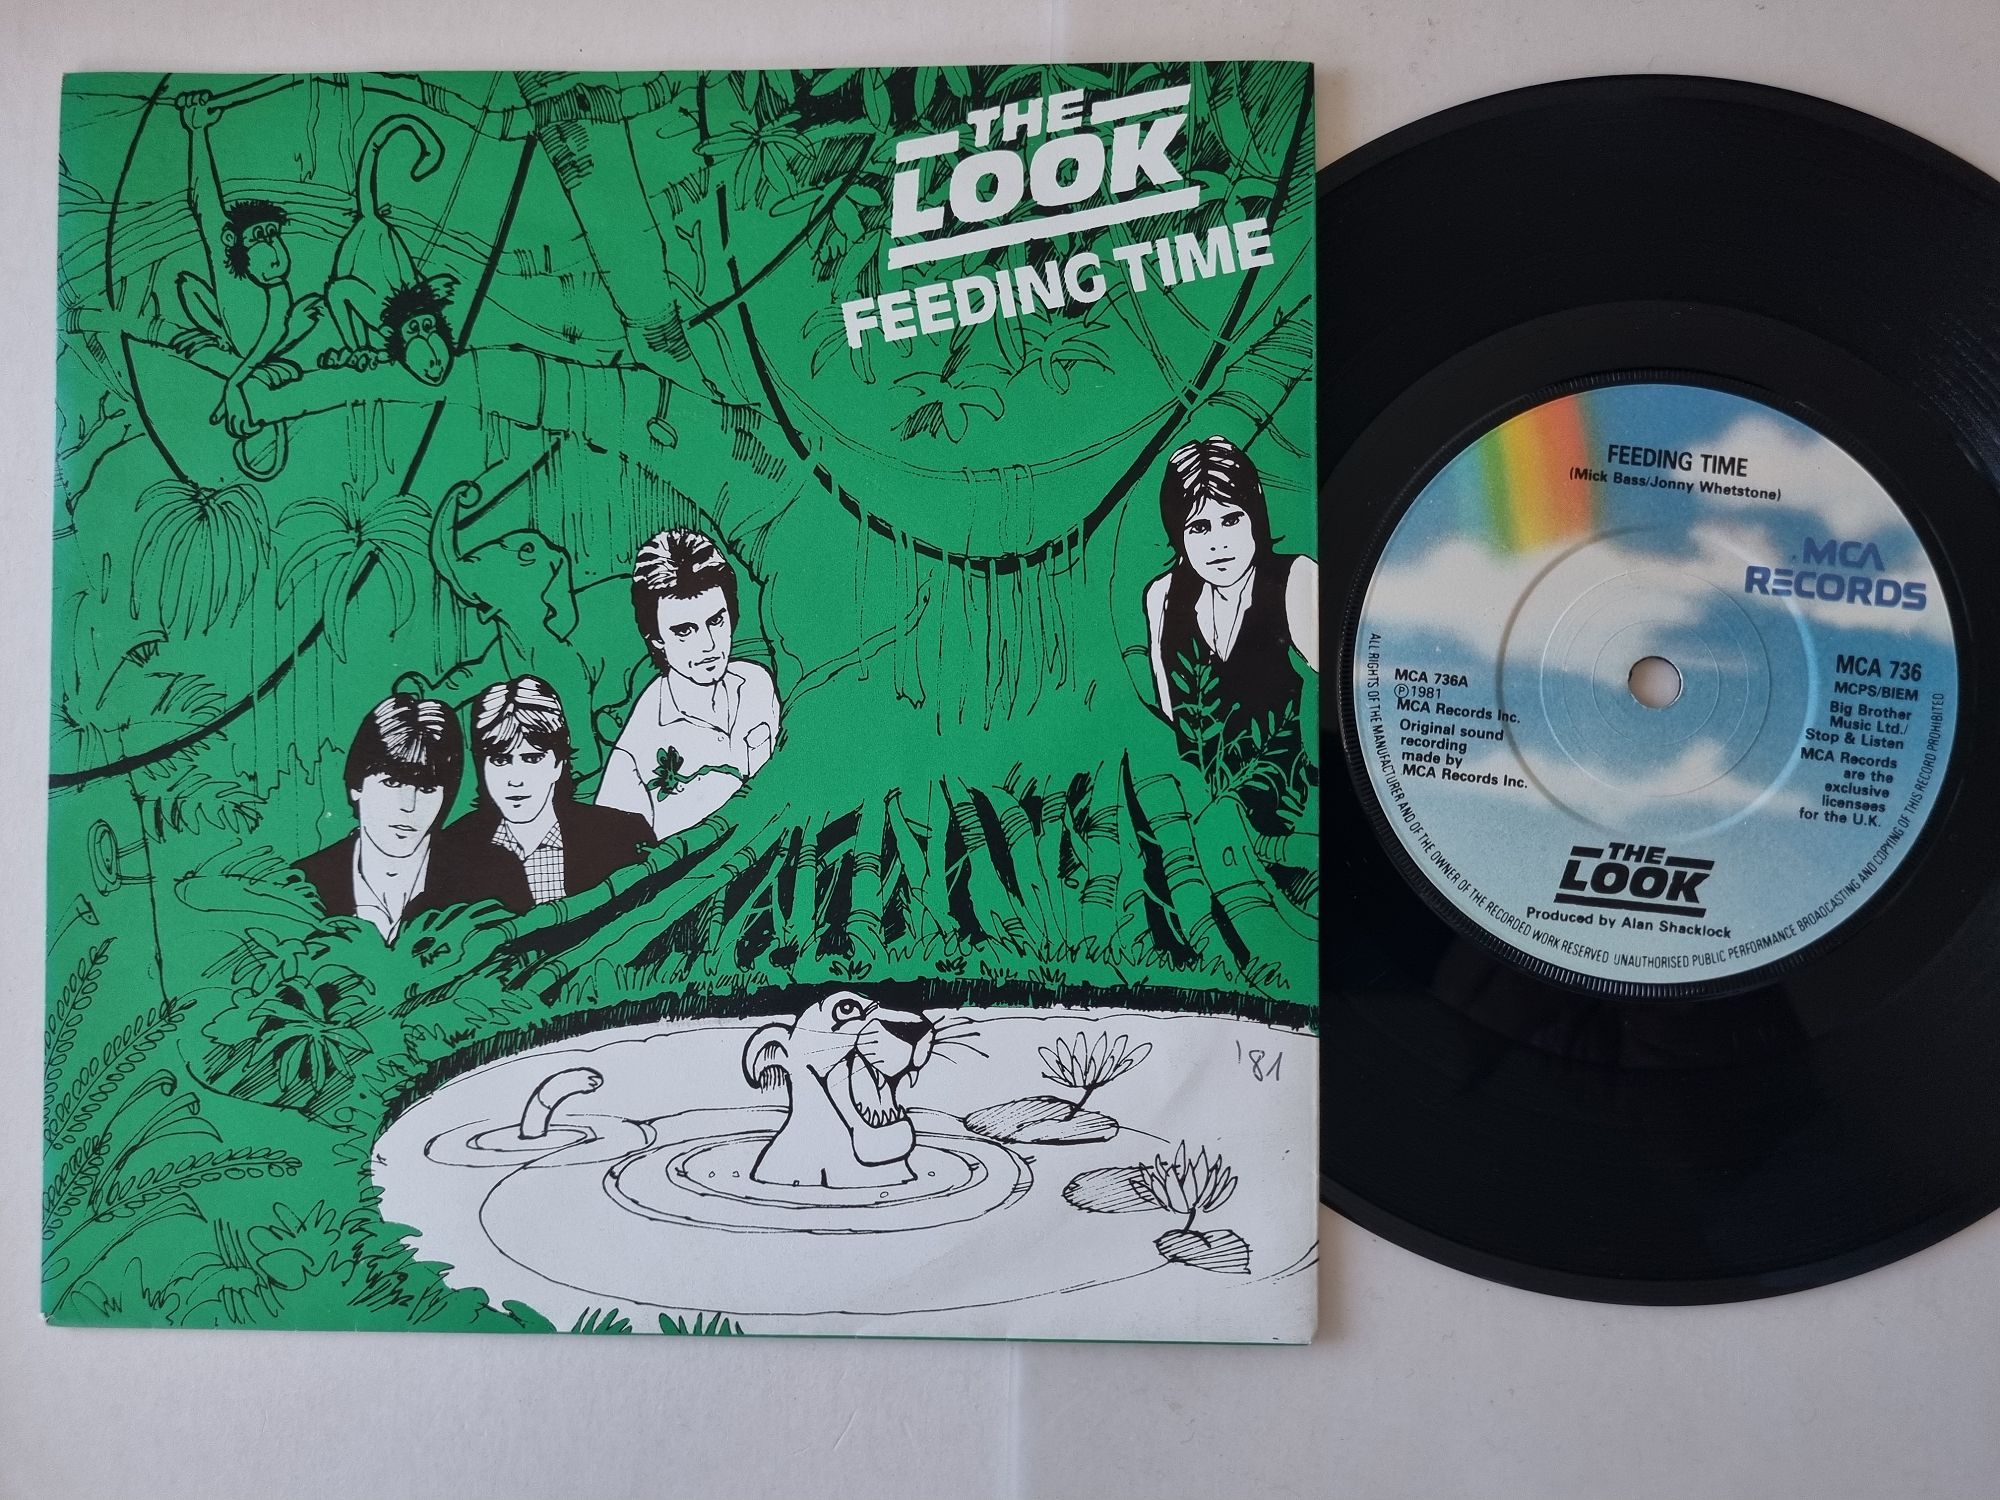 THE
LOOK
FEEDING TIME
'81
FEEDING TIME
(Mick Bass/Jonny Whetstone)
MCA
RECORDS
MCA 736A
Ⓟ1981
MCA Records Inc.
Original sound
recording
made by
MCA Records Inc.
MCA 736
MCPS/BIEM
Big Brother
Music Ltd./
Stop & Listen
MCA Records
are the
exclusive
licensees
for the U.K.
THE
LOOK
Produced by Alan Shacklock
ALL RIGHTS OF THE MANUFACTURER AND OF THE OWNER OF THE RECORDED WORK RESERVED UNAUTHORISED PUBLIC PERFORMANCE BROADCASTING AND COPYING OF THIS RECORD PROHIBITED